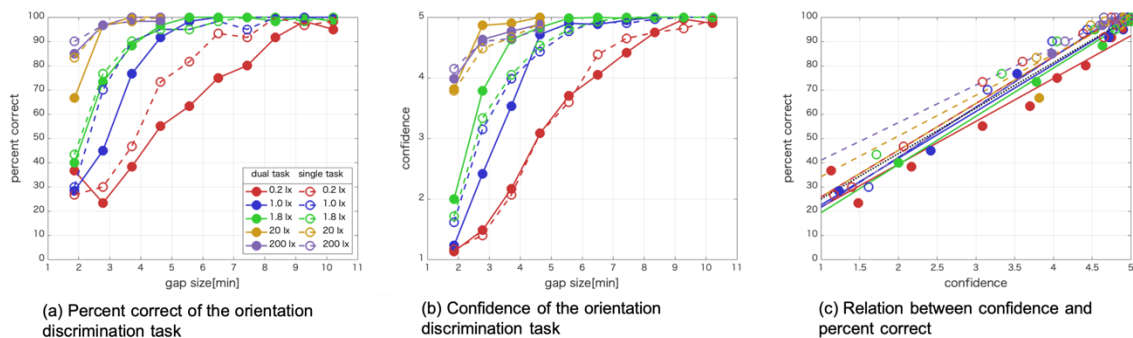 100
90
80
70
60
50
40
30
20
10
0
percent correct
1 2 3 4 5 6 7 8 9 10 11
gap size[min]
dual task single task
0.2 lx 0.2 lx
1.0 lx 1.0 lx
1.8 lx 1.8 lx
20 lx 20 lx
200 lx 200 lx
(a) Percent correct of the orientation
discrimination task
5
4
3
2
1
confidence
1 2 3 4 5 6 7 8 9 10 11
gap size[min]
(b) Confidence of the orientation
discrimination task
100
90
80
70
60
50
40
30
20
10
0
percent correct
1 1.5 2 2.5 3 3.5 4 4.5 5
confidence
(c) Relation between confidence and
percent correct